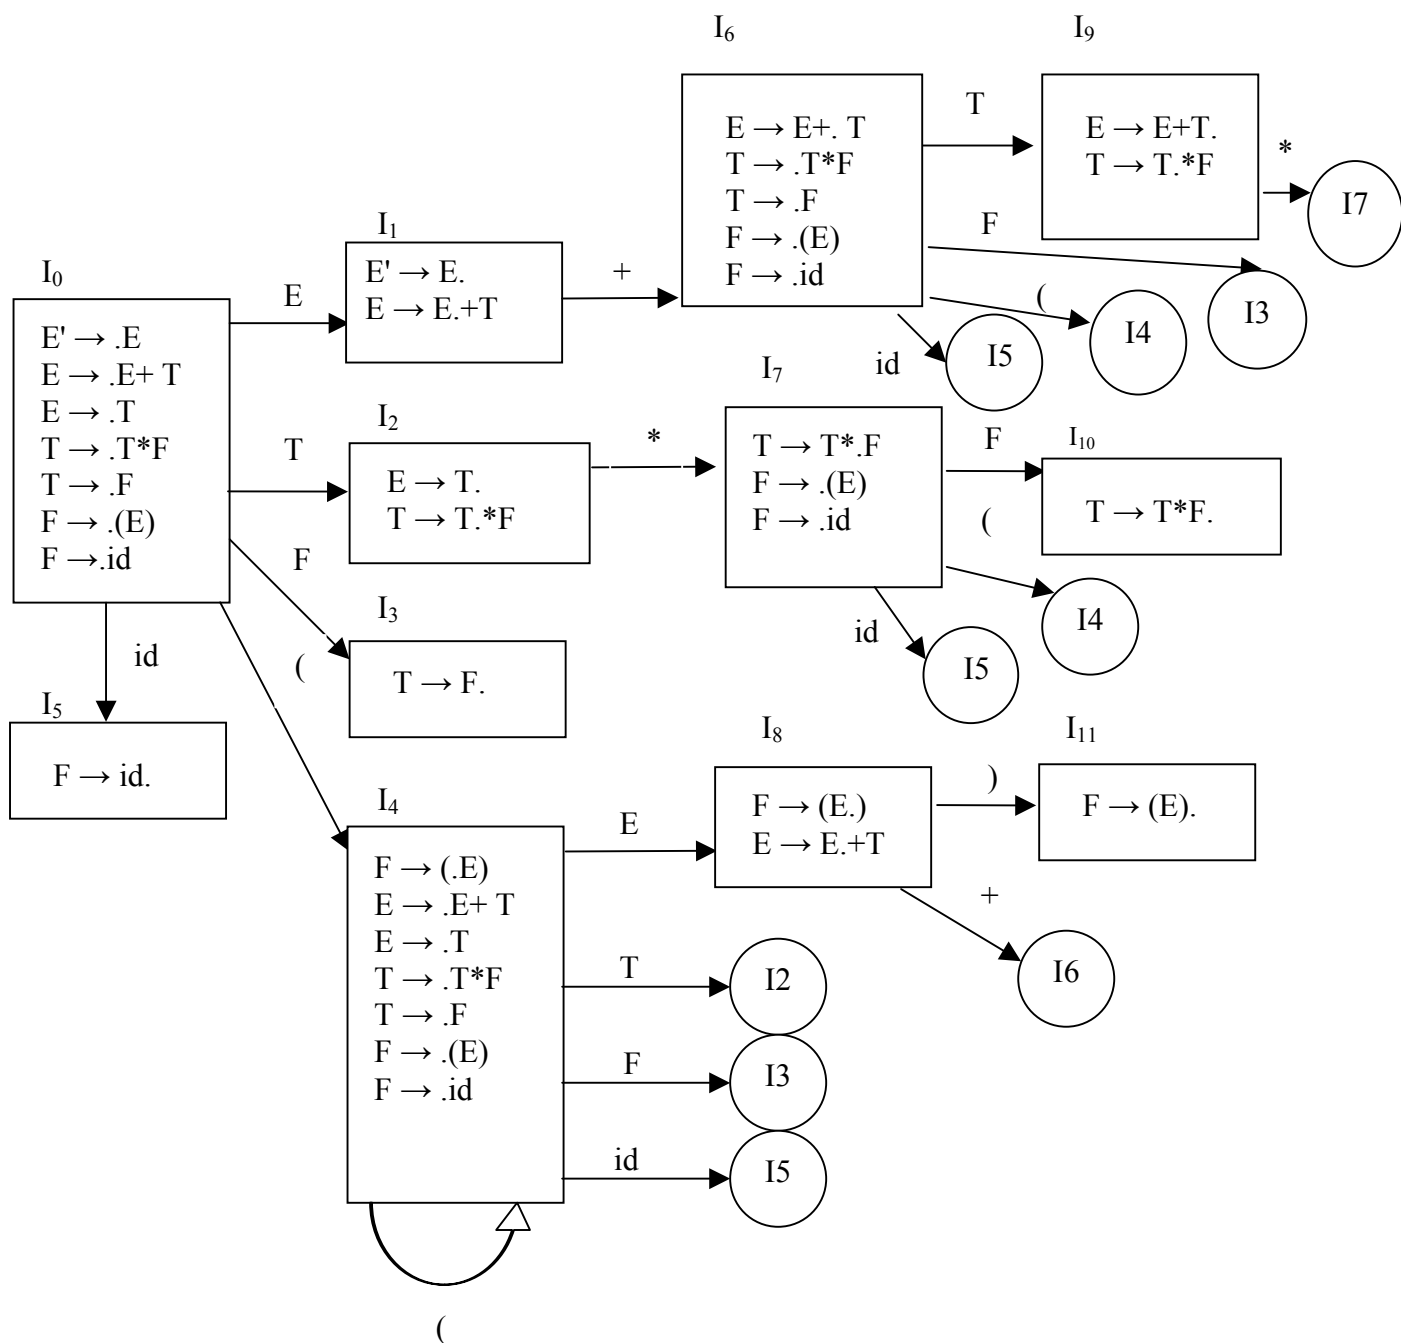 I₀
E' → .E
E → .E+ T
E → .T
T → .T*F
T → .F
F → .(E)
F →.id
E
T
F
(
id
I₁
E' → E.
E → E.+T
+
I₂
E → T.
T → T.*F
*
I₃
T → F.
I₅
F → id.
I₄
F → (.E)
E → .E+ T
E → .T
T → .T*F
T → .F
F → .(E)
F → .id
E
T
I2
F
I3
id
I5
(
I₆
E → E+. T
T → .T*F
T → .F
F → .(E)
F → .id
T
F
I3
(
I4
id
I5
I₉
E → E+T.
T → T.*F
*
I7
I₇
T → T*.F
F → .(E)
F → .id
F
(
I4
id
I5
I₁₀
T → T*F.
I₈
F → (E.)
E → E.+T
)
+
I6
I₁₁
F → (E).